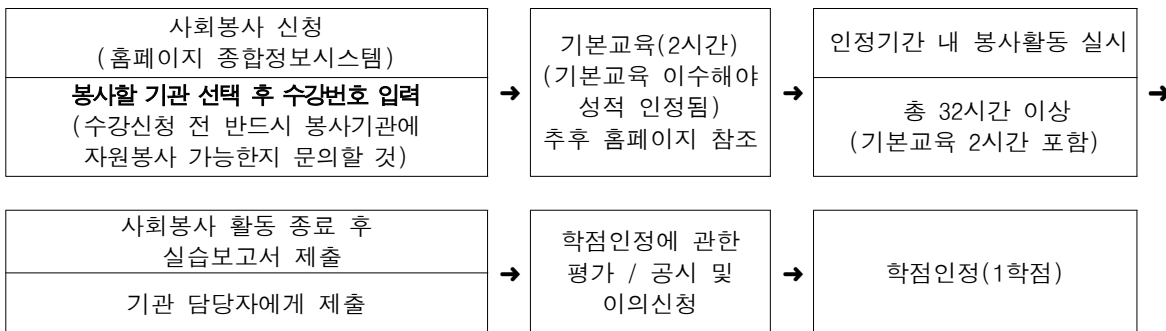 사회봉사 신청
(홈페이지 종합정보시스템)
봉사할 기관 선택 후 수강번호 입력
(수강신청 전 반드시 봉사기관에
자원봉사 가능한지 문의할 것)
➜
기본교육(2시간)
(기본교육 이수해야
성적 인정됨)
추후 홈페이지 참조
➜
인정기간 내 봉사활동 실시
총 32시간 이상
(기본교육 2시간 포함)
➜
사회봉사 활동 종료 후
실습보고서 제출
기관 담당자에게 제출
➜
학점인정에 관한
평가 / 공시 및
이의신청
➜
학점인정(1학점)